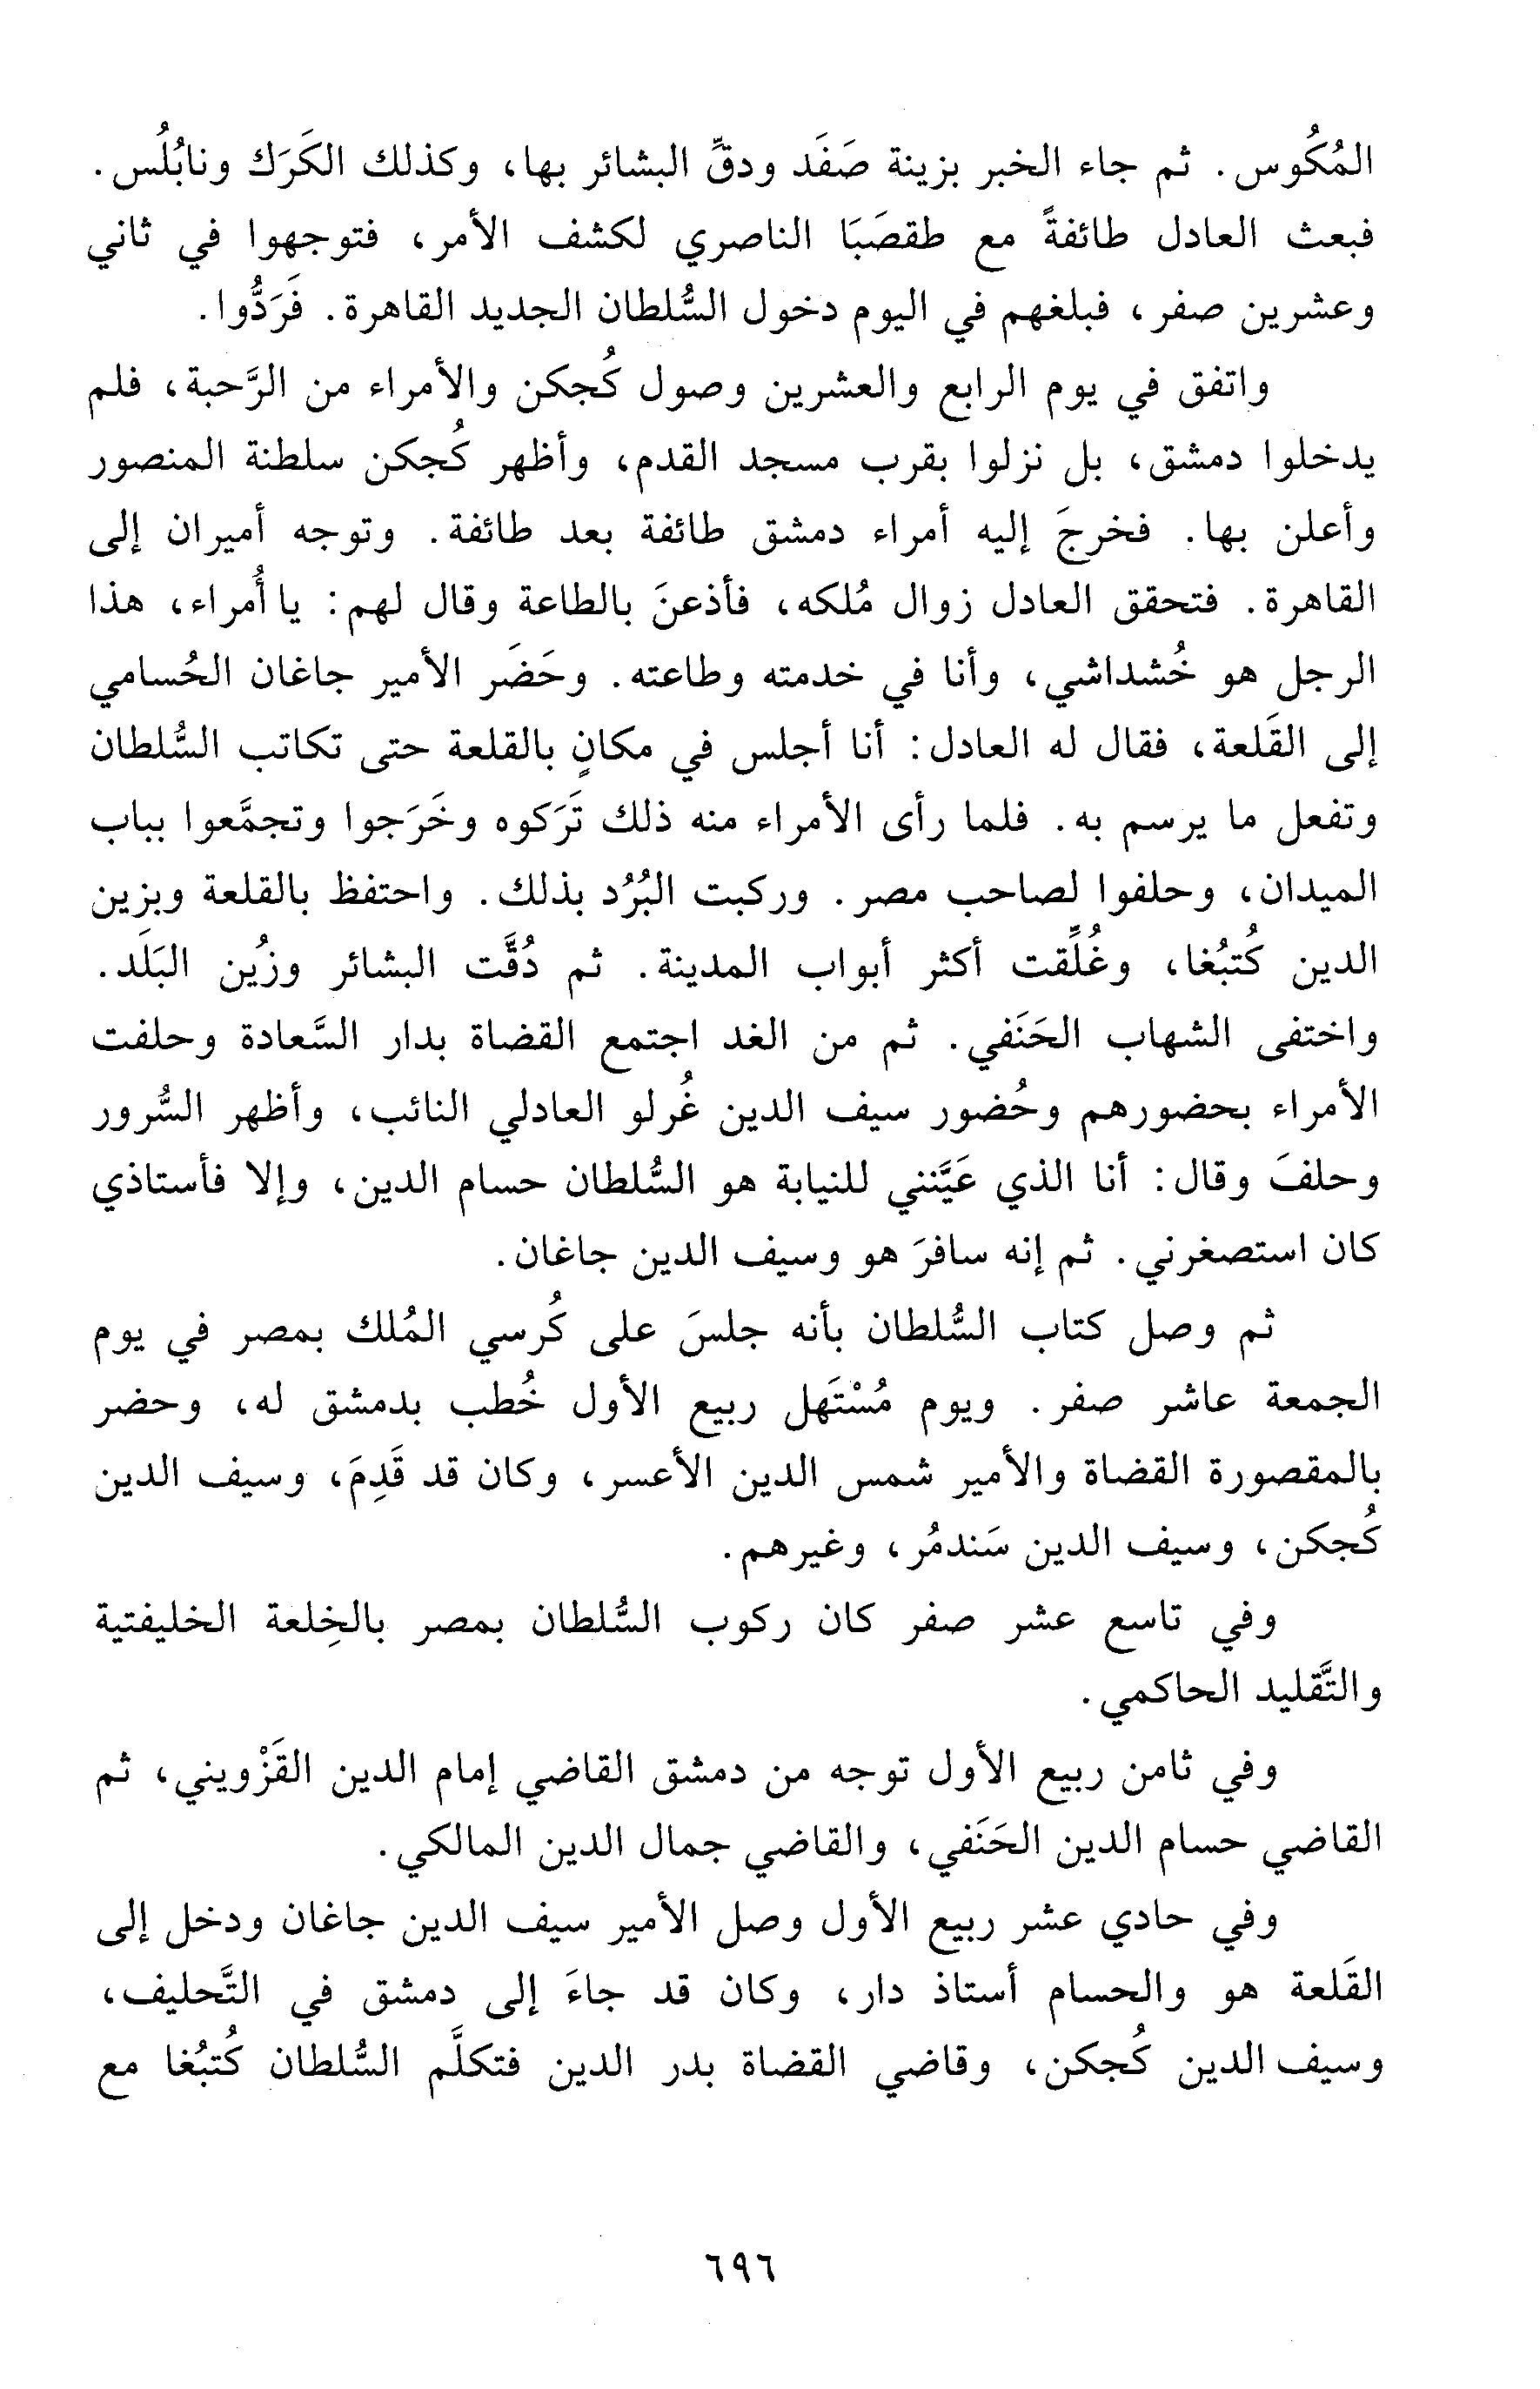 المُكُوس. ثم جاء الخبر بزينة صَفَد ودقِّ البشائر بها، وكذلك الكَرَك ونابُلُس.
فبعث العادل طائفةً مع طقصَبَا الناصري لكشف الأمر، فتوجهوا في ثاني
وعشرين صفر، فبلغهم في اليوم دخول السُّلطان الجديد القاهرة. فَرَدُّوا.
واتفق في يوم الرابع والعشرين وصول كُجكن والأمراء من الرَّحبة، فلم
يدخلوا دمشق، بل نزلوا بقرب مسجد القدم، وأظهر كُجكن سلطنة المنصور
وأعلن بها. فخرجَ إليه أمراء دمشق طائفة بعد طائفة. وتوجه أميران إلى
القاهرة. فتحقق العادل زوال مُلكه، فأذعنَ بالطاعة وقال لهم: يا أُمراء، هذا
الرجل هو خُشداشي، وأنا في خدمته وطاعته. وحَضَر الأمير جاغان الحُسامي
إلى القَلعة، فقال له العادل: أنا أجلس في مكانٍ بالقلعة حتى تكاتب السُّلطان
وتفعل ما يرسم به. فلما رأى الأمراء منه ذلك تَرَكوه وخَرَجوا وتجمَّعوا بباب
الميدان، وحلفوا لصاحب مصر. وركبت البُرُد بذلك. واحتفظ بالقلعة وبزين
الدين كُتبُغا، وغُلِّقت أكثر أبواب المدينة. ثم دُقَّت البشائر وزُين البَلَد.
واختفى الشهاب الحَنَفي. ثم من الغد اجتمع القضاة بدار السَّعادة وحلفت
الأمراء بحضورهم وحُضور سيف الدين غُرلو العادلي النائب، وأظهر السُّرور
وحلفَ وقال: أنا الذي عَيَّنني للنيابة هو السُّلطان حسام الدين، وإلا فأستاذي
كان استصغرني. ثم إنه سافرَ هو وسيف الدين جاغان.
ثم وصل كتاب السُّلطان بأنه جلسَ على كُرسي المُلك بمصر في يوم
الجمعة عاشر صفر. ويوم مُسْتَهل ربيع الأول خُطب بدمشق له، وحضر
بالمقصورة القضاة والأمير شمس الدين الأعسر، وكان قد قَدِمَ، وسيف الدين
كُجكن، وسيف الدين سَندمُر، وغيرهم.
وفي تاسع عشر صفر كان ركوب السُّلطان بمصر بالخِلعة الخليفتية
والتَّقليد الحاكمي.
وفي ثامن ربيع الأول توجه من دمشق القاضي إمام الدين القَزْويني، ثم
القاضي حسام الدين الحَنَفي، والقاضي جمال الدين المالكي.
وفي حادي عشر ربيع الأول وصل الأمير سيف الدين جاغان ودخل إلى
القَلعة هو والحسام أستاذ دار، وكان قد جاءَ إلى دمشق في التَّحليف،
وسيف الدين كُجكن، وقاضي القضاة بدر الدين فتكلَّم السُّلطان كُتبُغا مع
٦٩٦